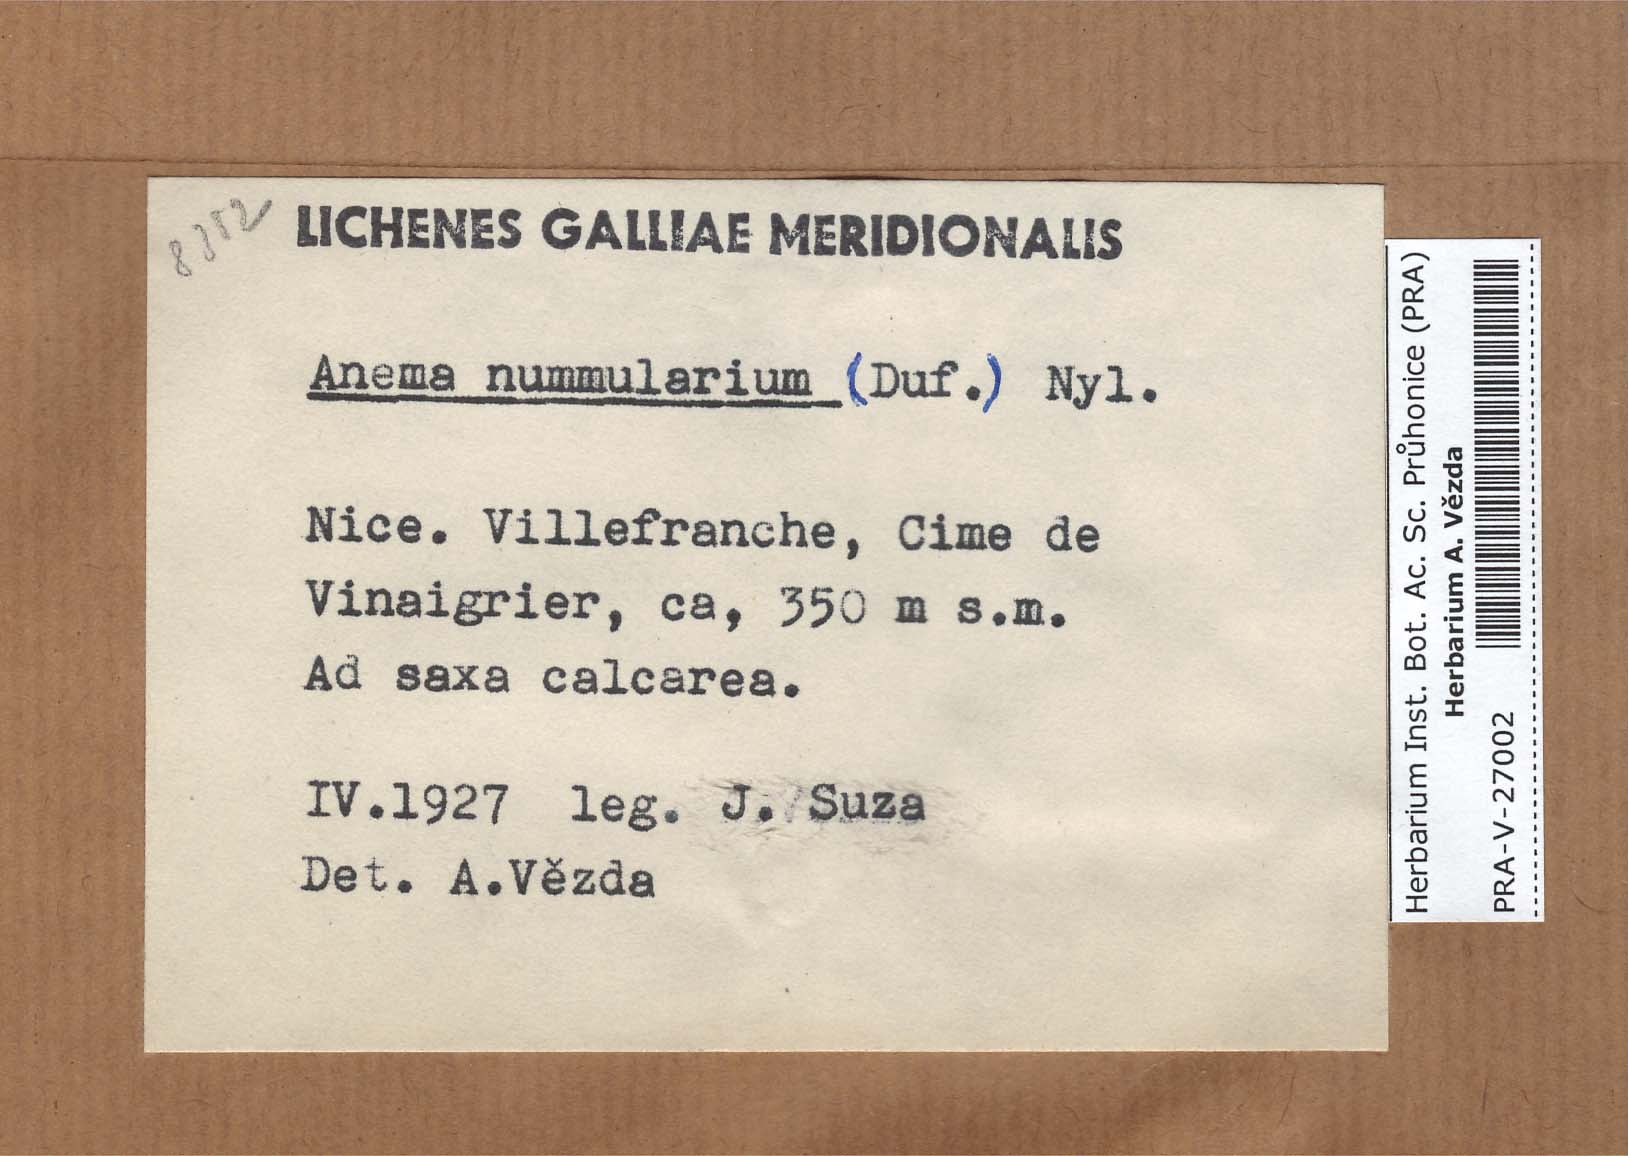 8352
LICHENES GALLIAE MERIDIONALIS
Anema nummularium (Duf.) Nyl.
Nice. Villefranche, Cime de
Vinaigrier, ca, 350 m s.m.
Ad saxa calcarea.
IV.1927 leg. J. Suza
Det. A.Vězda
Herbarium Inst. Bot. Ac. Sc. Průhonice (PRA)
Herbarium A. Vězda
PRA-V-27002